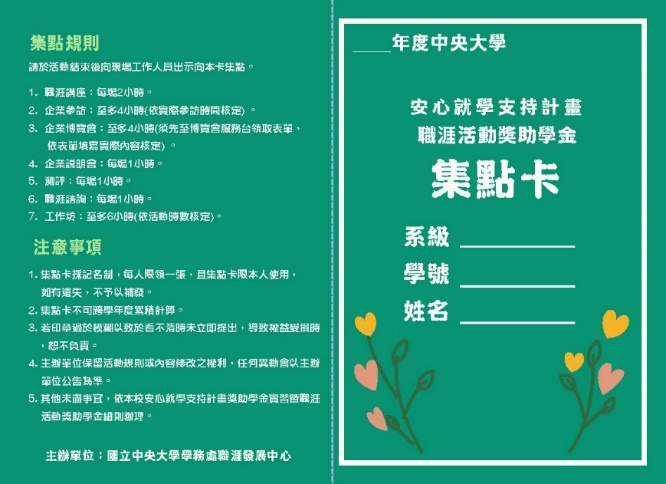 集點規則
請於活動結束後向現場工作人員出示向本卡集點。
1. 職涯講座：每場2小時。
2. 企業參訪：至多4小時(依實際參訪時間核定) 。
3. 企業博覽會：至多4小時(須先至博覽會服務台領取表單，
依表單填寫實際內容核定) 。
4. 企業說明會：每場1小時。
5. 測評：每場1小時。
6. 職涯諮詢：每場1小時。
7. 工作坊：至多6小時(依活動時數核定)。
注意事項
1. 集點卡採記名制，每人限領一張，且集點卡限本人使用，
如有遺失，不予以補發。
2. 集點卡不可跨學年度累積計算。
3. 若印章過於模糊以致於看不清時未立即提出，導致權益變損時
，恕不負責。
4. 主辦單位保留活動規則或內容修改之權利，任何異動會以主辦
單位公告為準。
5. 其他未盡事宜，依本校安心就學支持計畫獎助學金實習暨職涯
活動獎助學金細則辦理。
主辦單位：國立中央大學學務處職涯發展中心
____年度中央大學
安心就學支持計畫
職涯活動獎助學金
集點卡
系級 ________
學號 ________
姓名 ________